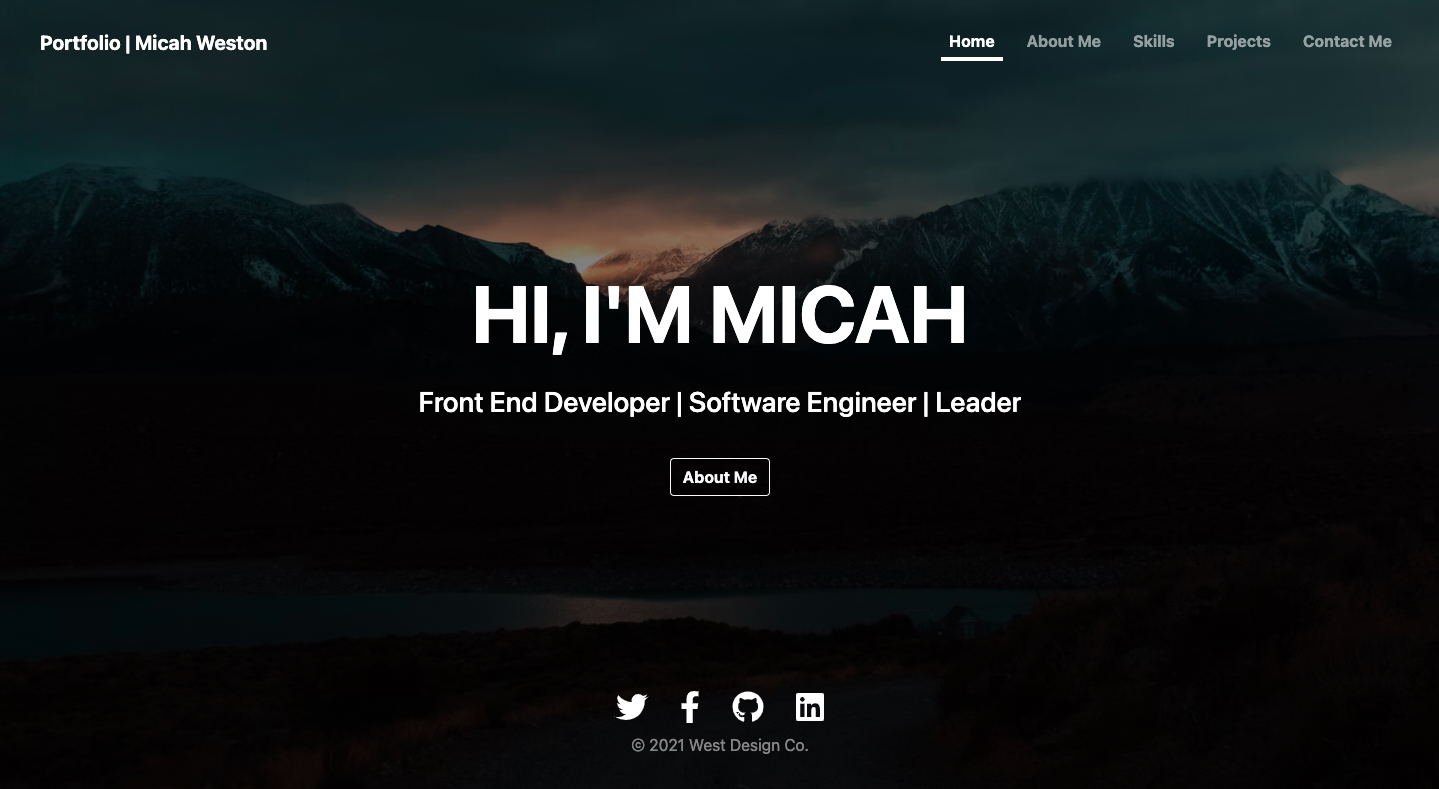 Portfolio | Micah Weston
Home About Me Skills Projects Contact Me
HI, I'M MICAH
Front End Developer | Software Engineer | Leader
About Me
© 2021 West Design Co.